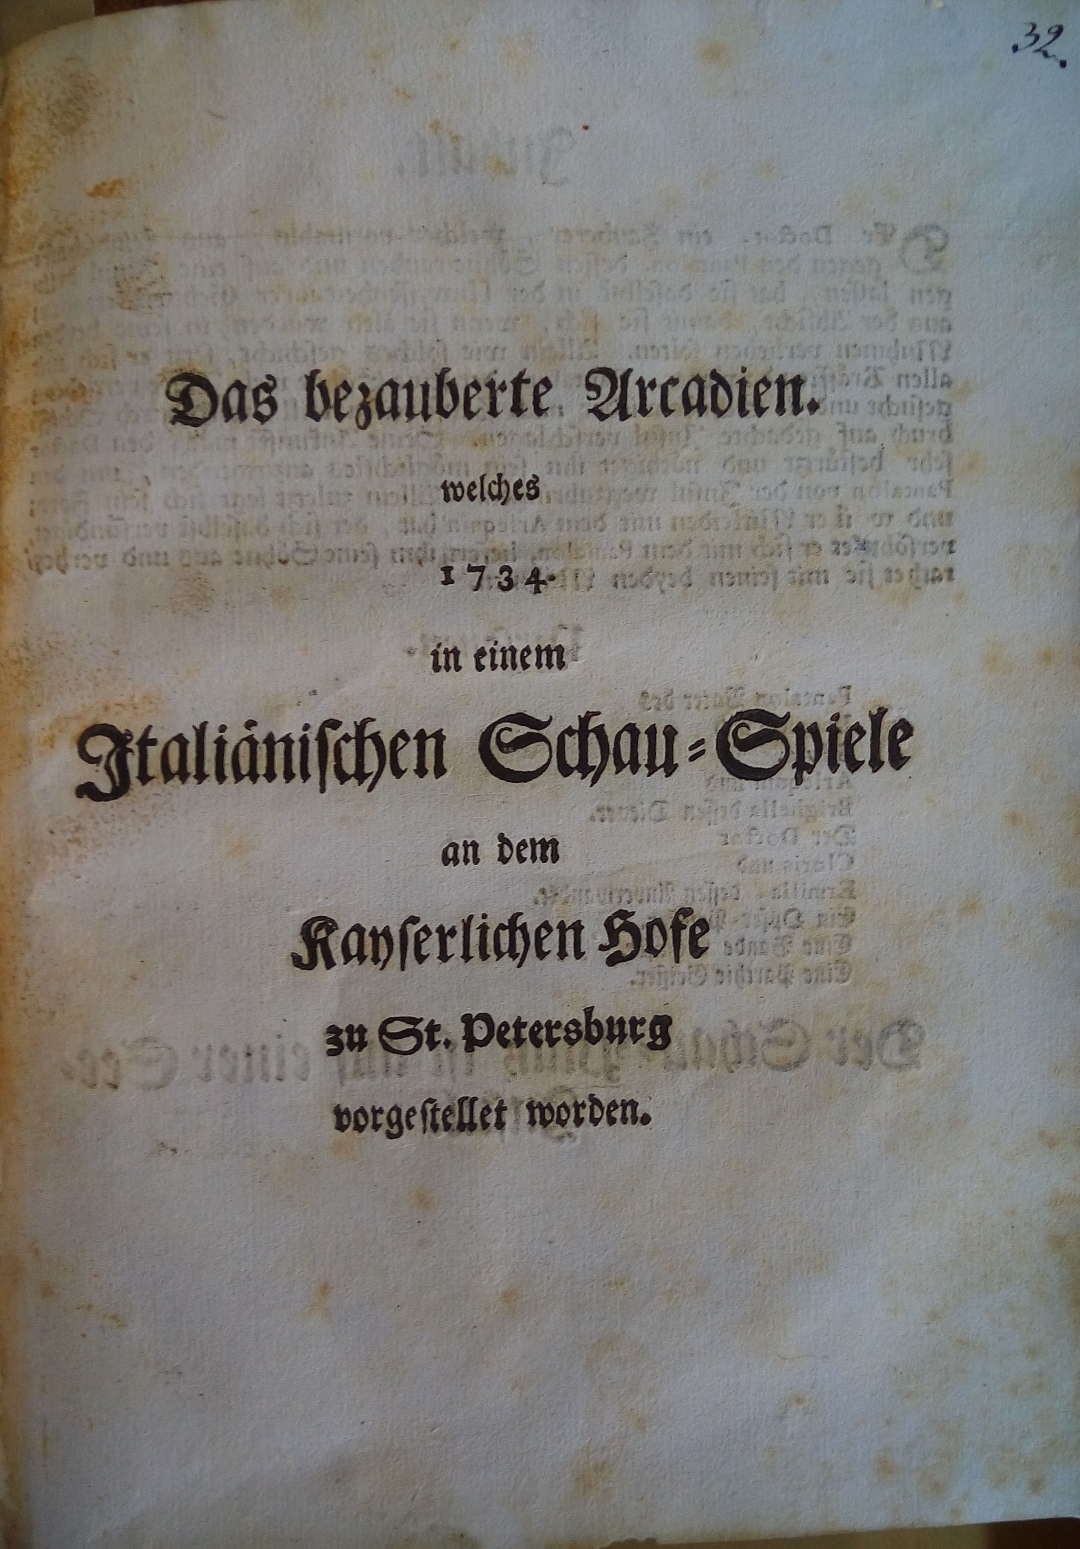 32.
Das bezauberte Arcadien.
welches
1734.
in einem
Italiänischen Schau-Spiele
an dem
Kayserlichen Hofe
zu St. Petersburg
vorgestellet worden.